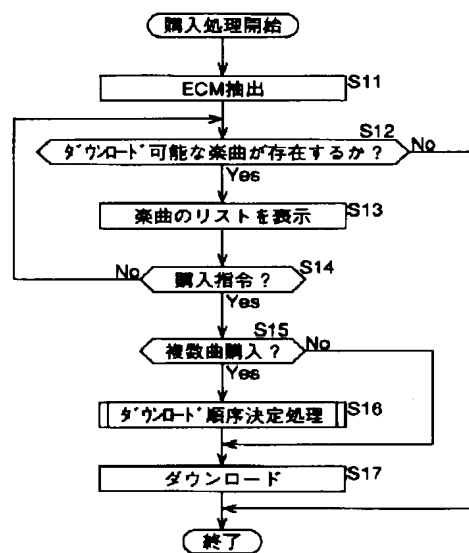 購入処理開始
ECM抽出 S11
S12
ダウンロード可能な楽曲が存在するか? No
Yes
楽曲のリストを表示 S13
No 購入指令? S14
Yes
S15
複数曲購入? No
Yes
ダウンロード順序決定処理 S16
ダウンロード S17
終了